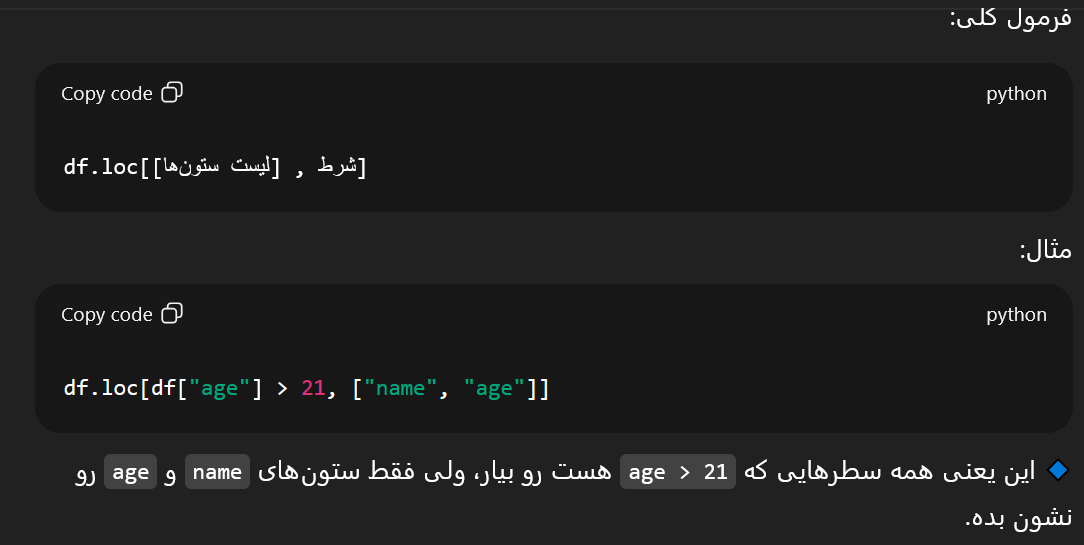 فرمول کلی:
Copy code
python
df.loc[شرط , [لیست ستون‌ها]]
مثال:
Copy code
python
df.loc[df["age"] > 21, ["name", "age"]]
این یعنی همه سطرهایی که age > 21 هست رو بیار، ولی فقط ستون‌های name و age رو
نشون بده.